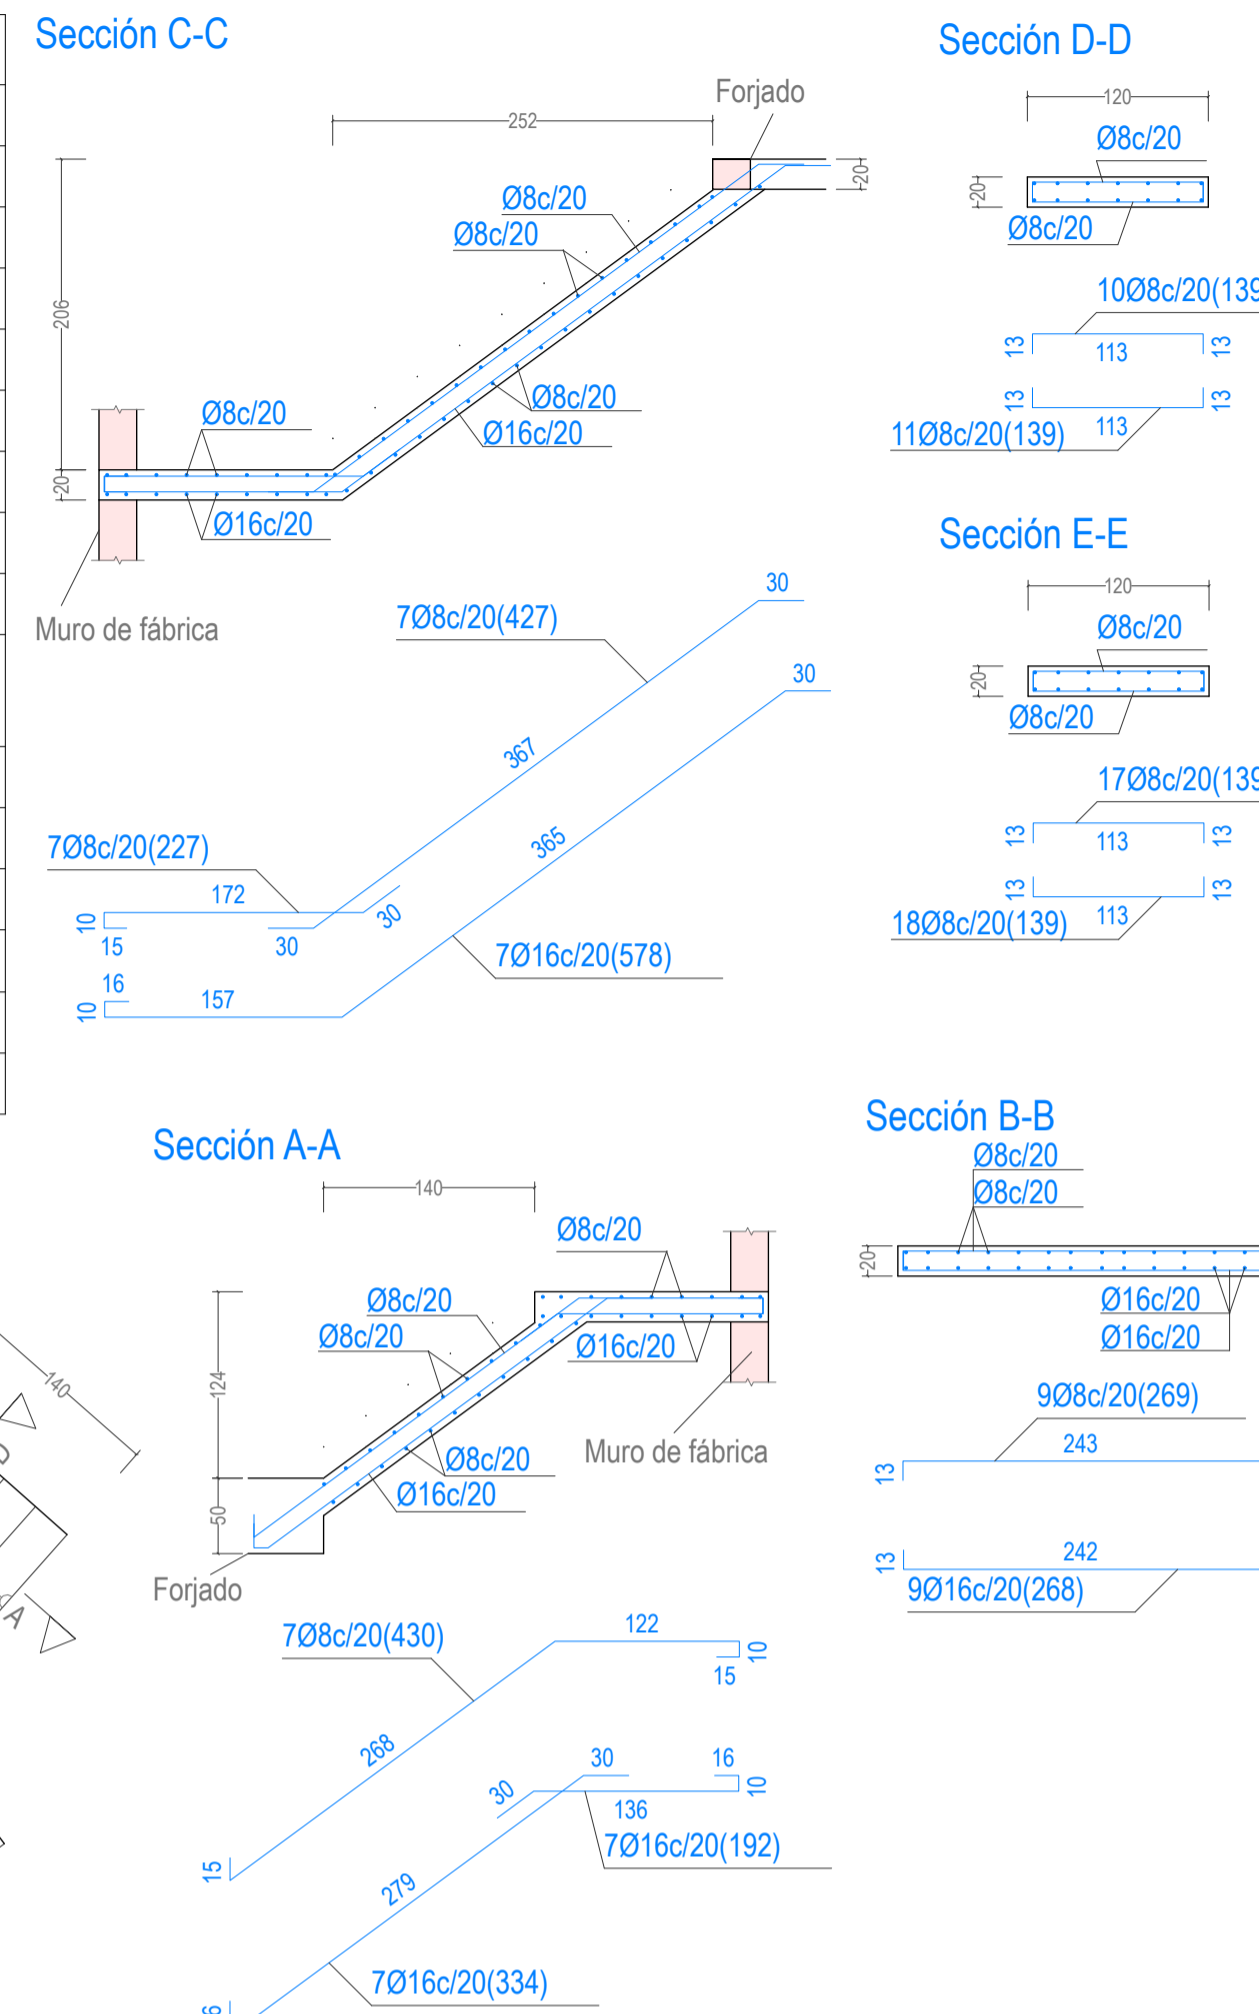 Sección C-C
Forjado
252
20
Ø8c/20
Ø8c/20
206
Ø8c/20
Ø8c/20
Ø16c/20
20
Ø16c/20
Muro de fábrica
30
7Ø8c/20(427)
30
367
365
7Ø8c/20(227)
172
10
15
30
30
7Ø16c/20(578)
16
10
157
Sección D-D
120
Ø8c/20
20
Ø8c/20
10Ø8c/20(139
13
113
13
13
113
13
11Ø8c/20(139)
Sección E-E
120
Ø8c/20
20
Ø8c/20
17Ø8c/20(139
13
113
13
13
113
13
18Ø8c/20(139)
Sección A-A
140
Ø8c/20
Ø8c/20
Ø8c/20
Ø16c/20
124
Ø8c/20
Ø16c/20
50
Muro de fábrica
Forjado
7Ø8c/20(430)
122
10
15
268
15
30
16
30
10
136
7Ø16c/20(192)
279
7Ø16c/20(334)
Sección B-B
Ø8c/20
Ø8c/20
20
Ø16c/20
Ø16c/20
9Ø8c/20(269)
243
13
242
13
9Ø16c/20(268)
140
A